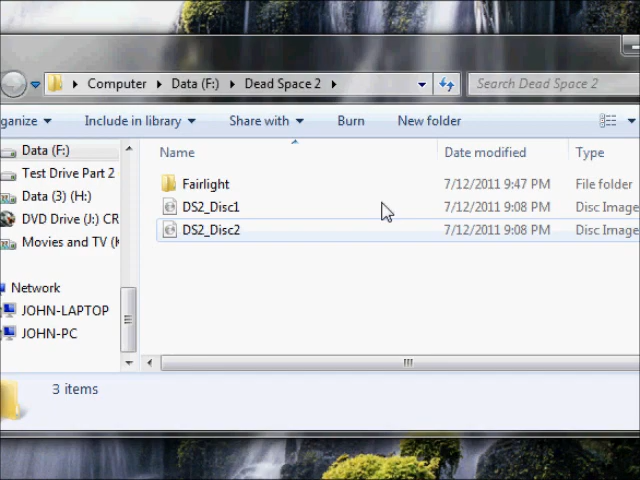 Computer Data (F:) Dead Space 2 Search Dead Space 2
ganize Include in library Share with Burn New folder
Data (F:)
Test Drive Part 2
Data (3) (H:)
DVD Drive (J:) CR
Movies and TV (K
Network
JOHN-LAPTOP
JOHN-PC
Name Date modified Type
Fairlight 7/12/2011 9:47 PM File folder
DS2_Disc1 7/12/2011 9:08 PM Disc Image
DS2_Disc2 7/12/2011 9:08 PM Disc Image
3 items